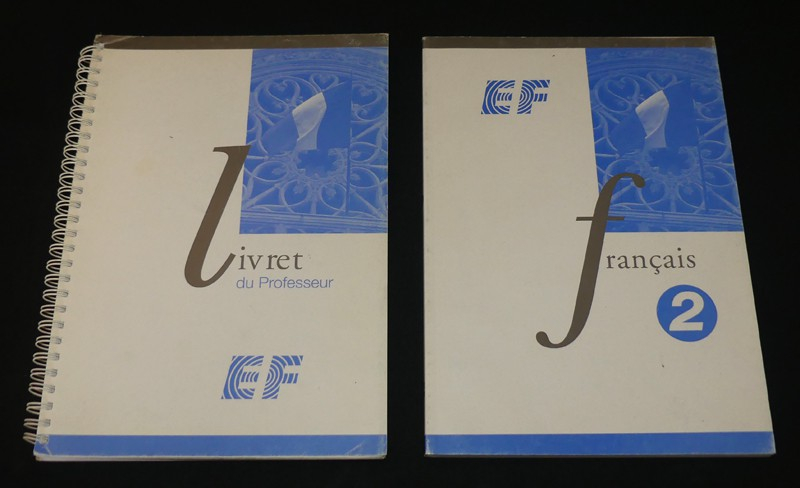 livret
du Professeur
EF
EF
français
2